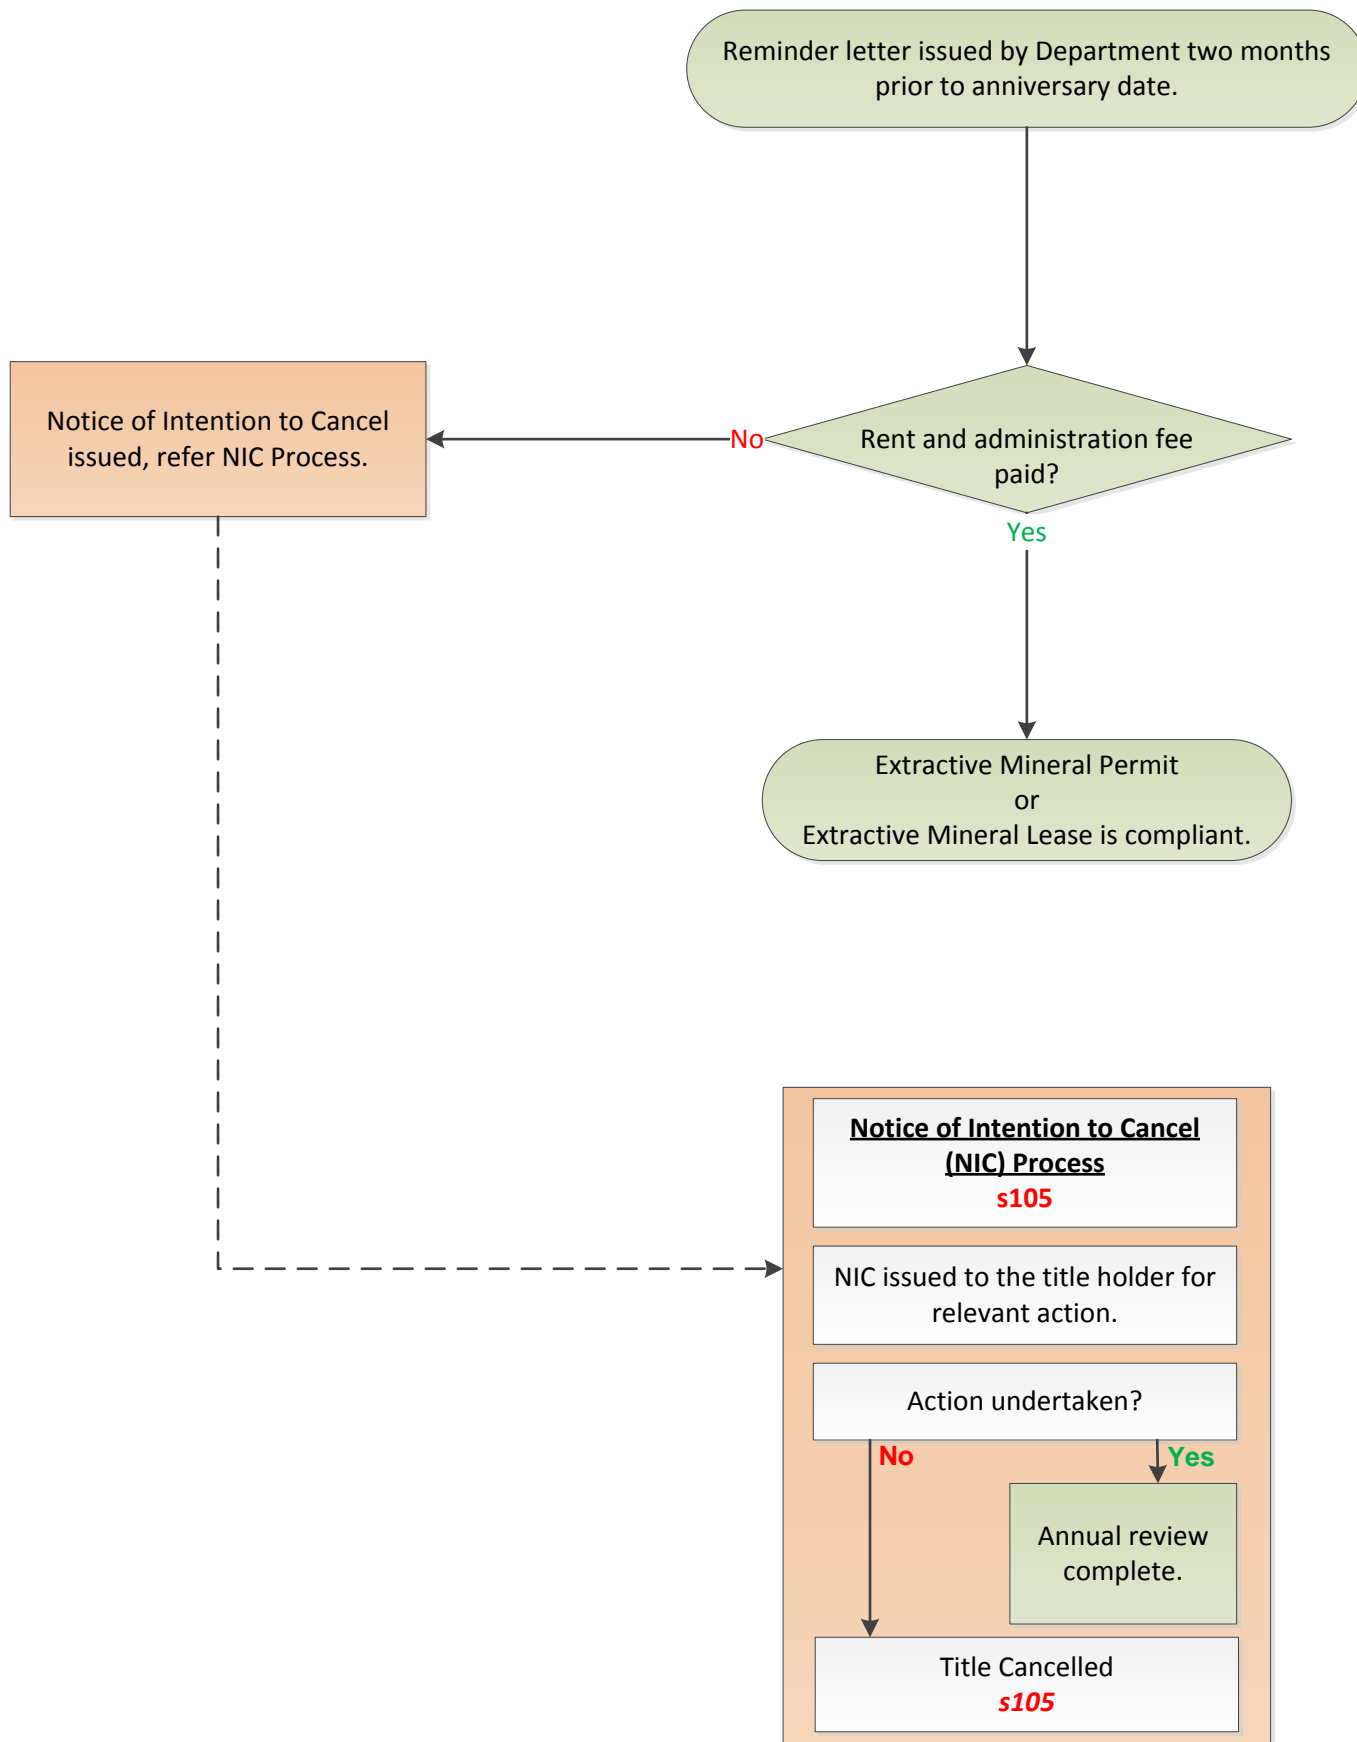 Reminder letter issued by Department two months
prior to anniversary date.
Notice of Intention to Cancel
issued, refer NIC Process.
No
Rent and administration fee
paid?
Yes
Extractive Mineral Permit
or
Extractive Mineral Lease is compliant.
Notice of Intention to Cancel
(NIC) Process
s105
NIC issued to the title holder for
relevant action.
Action undertaken?
No
Yes
Annual review
complete.
Title Cancelled
s105